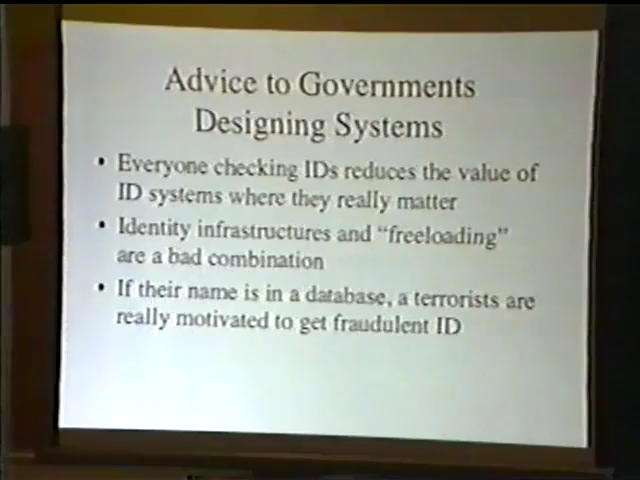 Advice to Governments
Designing Systems
• Everyone checking IDs reduces the value of
ID systems where they really matter
• Identity infrastructures and “freeloading”
are a bad combination
• If their name is in a database, a terrorists are
really motivated to get fraudulent ID